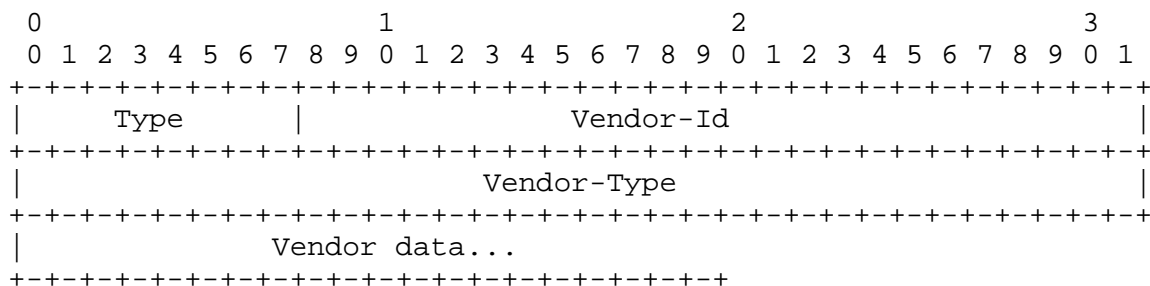 0                   1                   2                   3
 0 1 2 3 4 5 6 7 8 9 0 1 2 3 4 5 6 7 8 9 0 1 2 3 4 5 6 7 8 9 0 1
+-+-+-+-+-+-+-+-+-+-+-+-+-+-+-+-+-+-+-+-+-+-+-+-+-+-+-+-+-+-+-+-+
|     Type      |               Vendor-Id                       |
+-+-+-+-+-+-+-+-+-+-+-+-+-+-+-+-+-+-+-+-+-+-+-+-+-+-+-+-+-+-+-+-+
|                          Vendor-Type                          |
+-+-+-+-+-+-+-+-+-+-+-+-+-+-+-+-+-+-+-+-+-+-+-+-+-+-+-+-+-+-+-+-+
|              Vendor data...
+-+-+-+-+-+-+-+-+-+-+-+-+-+-+-+-+-+-+-+-+